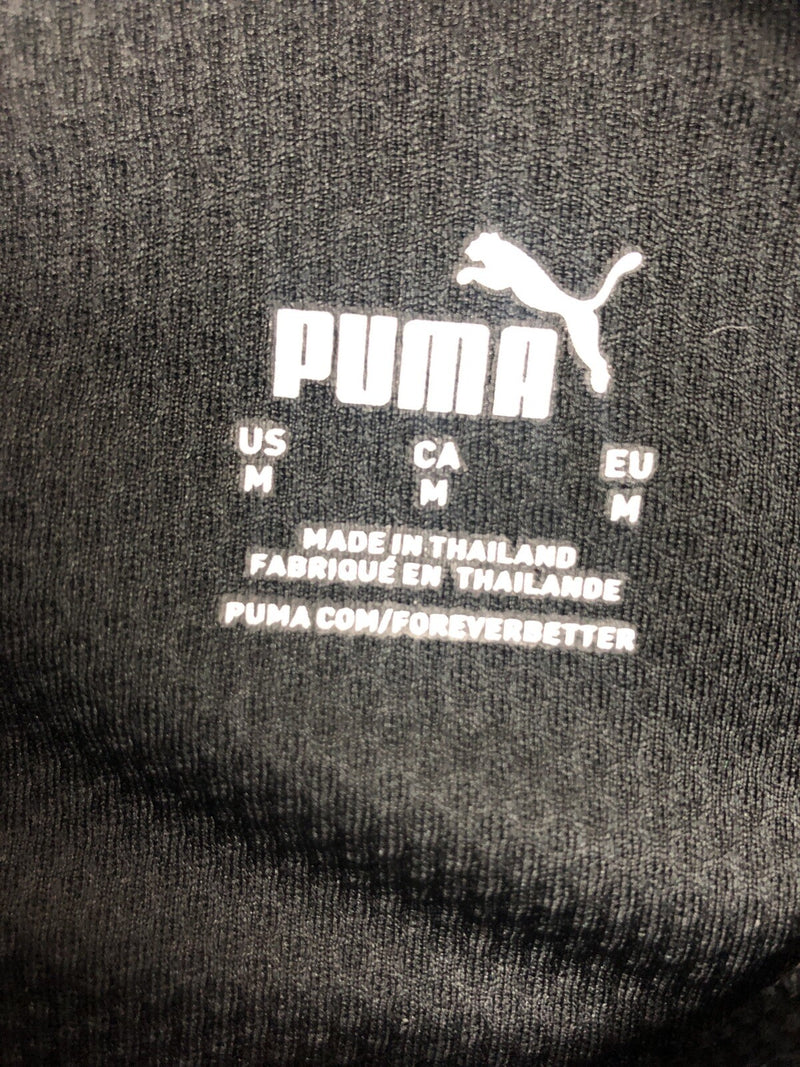 PUMA
US CA EU
M M M
MADE IN THAILAND
FABRIQUÉ EN THAILANDE
PUMA.COM/FOREVERBETTER